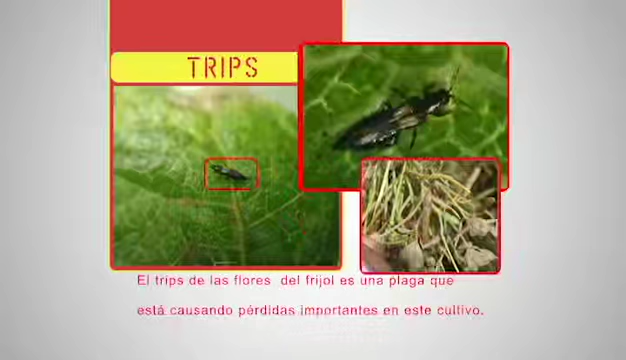 TRIPS
El trips de las flores del frijol es una plaga que
está causando pérdidas importantes en este cultivo.